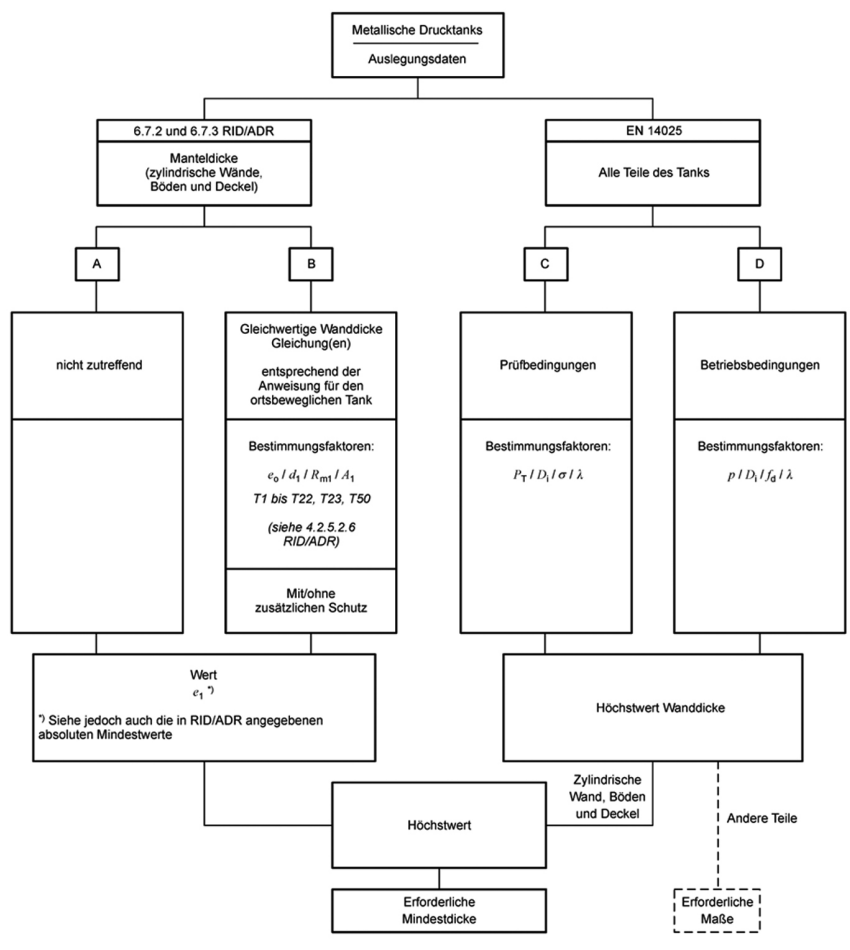 Metallische Drucktanks
Auslegungsdaten
6.7.2 und 6.7.3 RID/ADR
Manteldicke
(zylindrische Wände,
Böden und Deckel)
EN 14025
Alle Teile des Tanks
A
B
C
D
nicht zutreffend
Gleichwertige Wanddicke
Gleichung(en)
entsprechend der
Anweisung für den
ortsbeweglichen Tank
Bestimmungsfaktoren:
e₀ / d₁ / Rₘ₁ / A₁
T1 bis T22, T23, T50
(siehe 4.2.5.2.6
RID/ADR)
Mit/ohne
zusätzlichen Schutz
Prüfbedingungen
Bestimmungsfaktoren:
P_T / D_i / σ / λ
Betriebsbedingungen
Bestimmungsfaktoren:
p / D_i / f_d / λ
Wert
e₁ *)
*) Siehe jedoch auch die in RID/ADR angegebenen
absoluten Mindestwerte
Höchstwert Wanddicke
Zylindrische
Wand, Böden
und Deckel
Andere Teile
Höchstwert
Erforderliche
Mindestdicke
Erforderliche
Maße